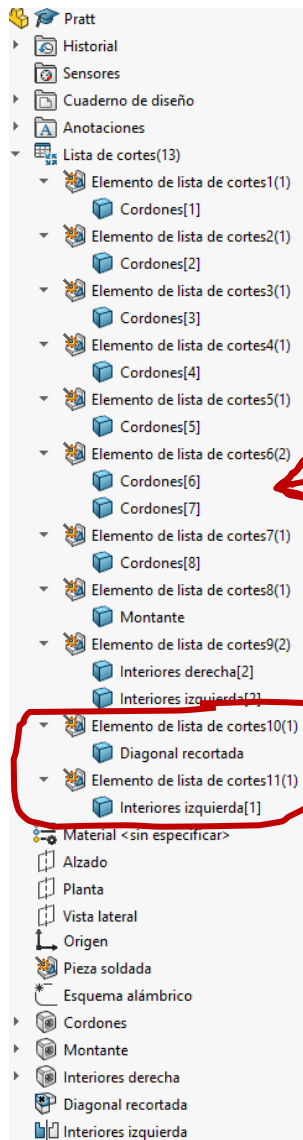 Pratt
Historial
Sensores
Cuaderno de diseño
Anotaciones
Lista de cortes(13)
Elemento de lista de cortes1(1)
Cordones[1]
Elemento de lista de cortes2(1)
Cordones[2]
Elemento de lista de cortes3(1)
Cordones[3]
Elemento de lista de cortes4(1)
Cordones[4]
Elemento de lista de cortes5(1)
Cordones[5]
Elemento de lista de cortes6(2)
Cordones[6]
Cordones[7]
Elemento de lista de cortes7(1)
Cordones[8]
Elemento de lista de cortes8(1)
Montante
Elemento de lista de cortes9(2)
Interiores derecha[2]
Interiores izquierda[2]
Elemento de lista de cortes10(1)
Diagonal recortada
Elemento de lista de cortes11(1)
Interiores izquierda[1]
Material <sin especificar>
Alzado
Planta
Vista lateral
Origen
Pieza soldada
Esquema alámbrico
Cordones
Montante
Interiores derecha
Diagonal recortada
Interiores izquierda